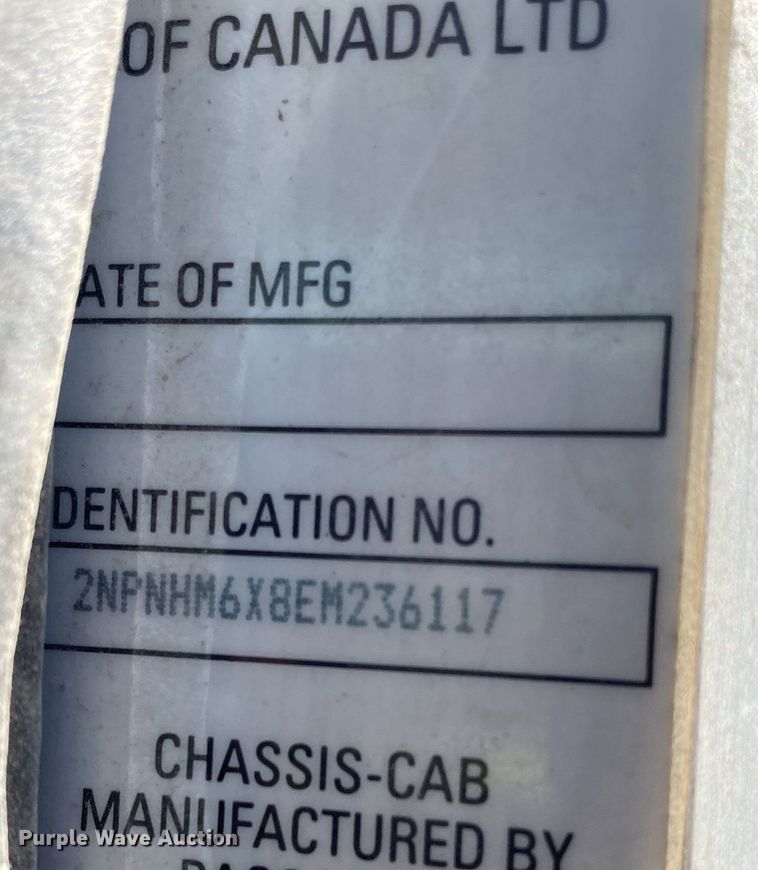 OF CANADA LTD
ATE OF MFG
DENTIFICATION NO.
2NPNHM6X8EM236117
CHASSIS-CAB
MANUFACTURED BY
Purple Wave Auction